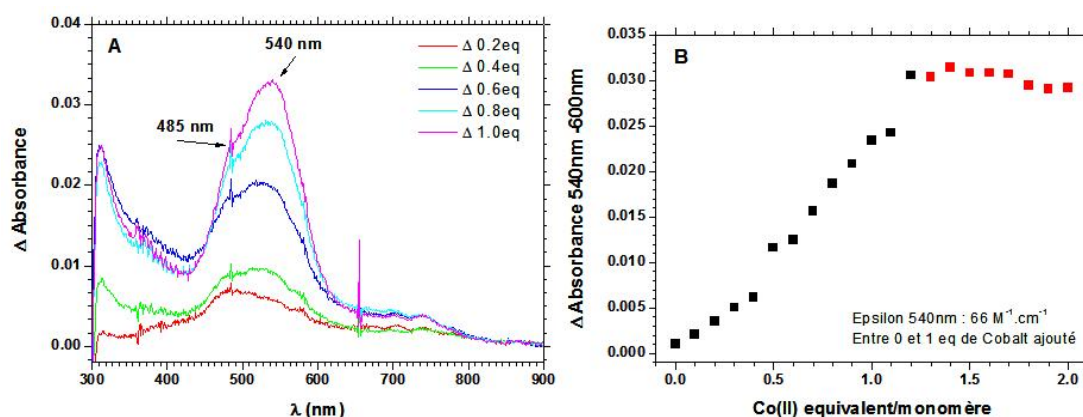 A
540 nm
485 nm
Δ 0.2eq
Δ 0.4eq
Δ 0.6eq
Δ 0.8eq
Δ 1.0eq
0.04
0.03
0.02
0.01
0.00
Δ Absorbance
300 400 500 600 700 800 900
λ (nm)
B
0.035
0.030
0.025
0.020
0.015
0.010
0.005
0.000
Δ Absorbance 540nm -600nm
Epsilon 540nm : 66 M⁻¹.cm⁻¹
Entre 0 et 1 eq de Cobalt ajouté
0.0 0.5 1.0 1.5 2.0
Co(II) equivalent/monomère